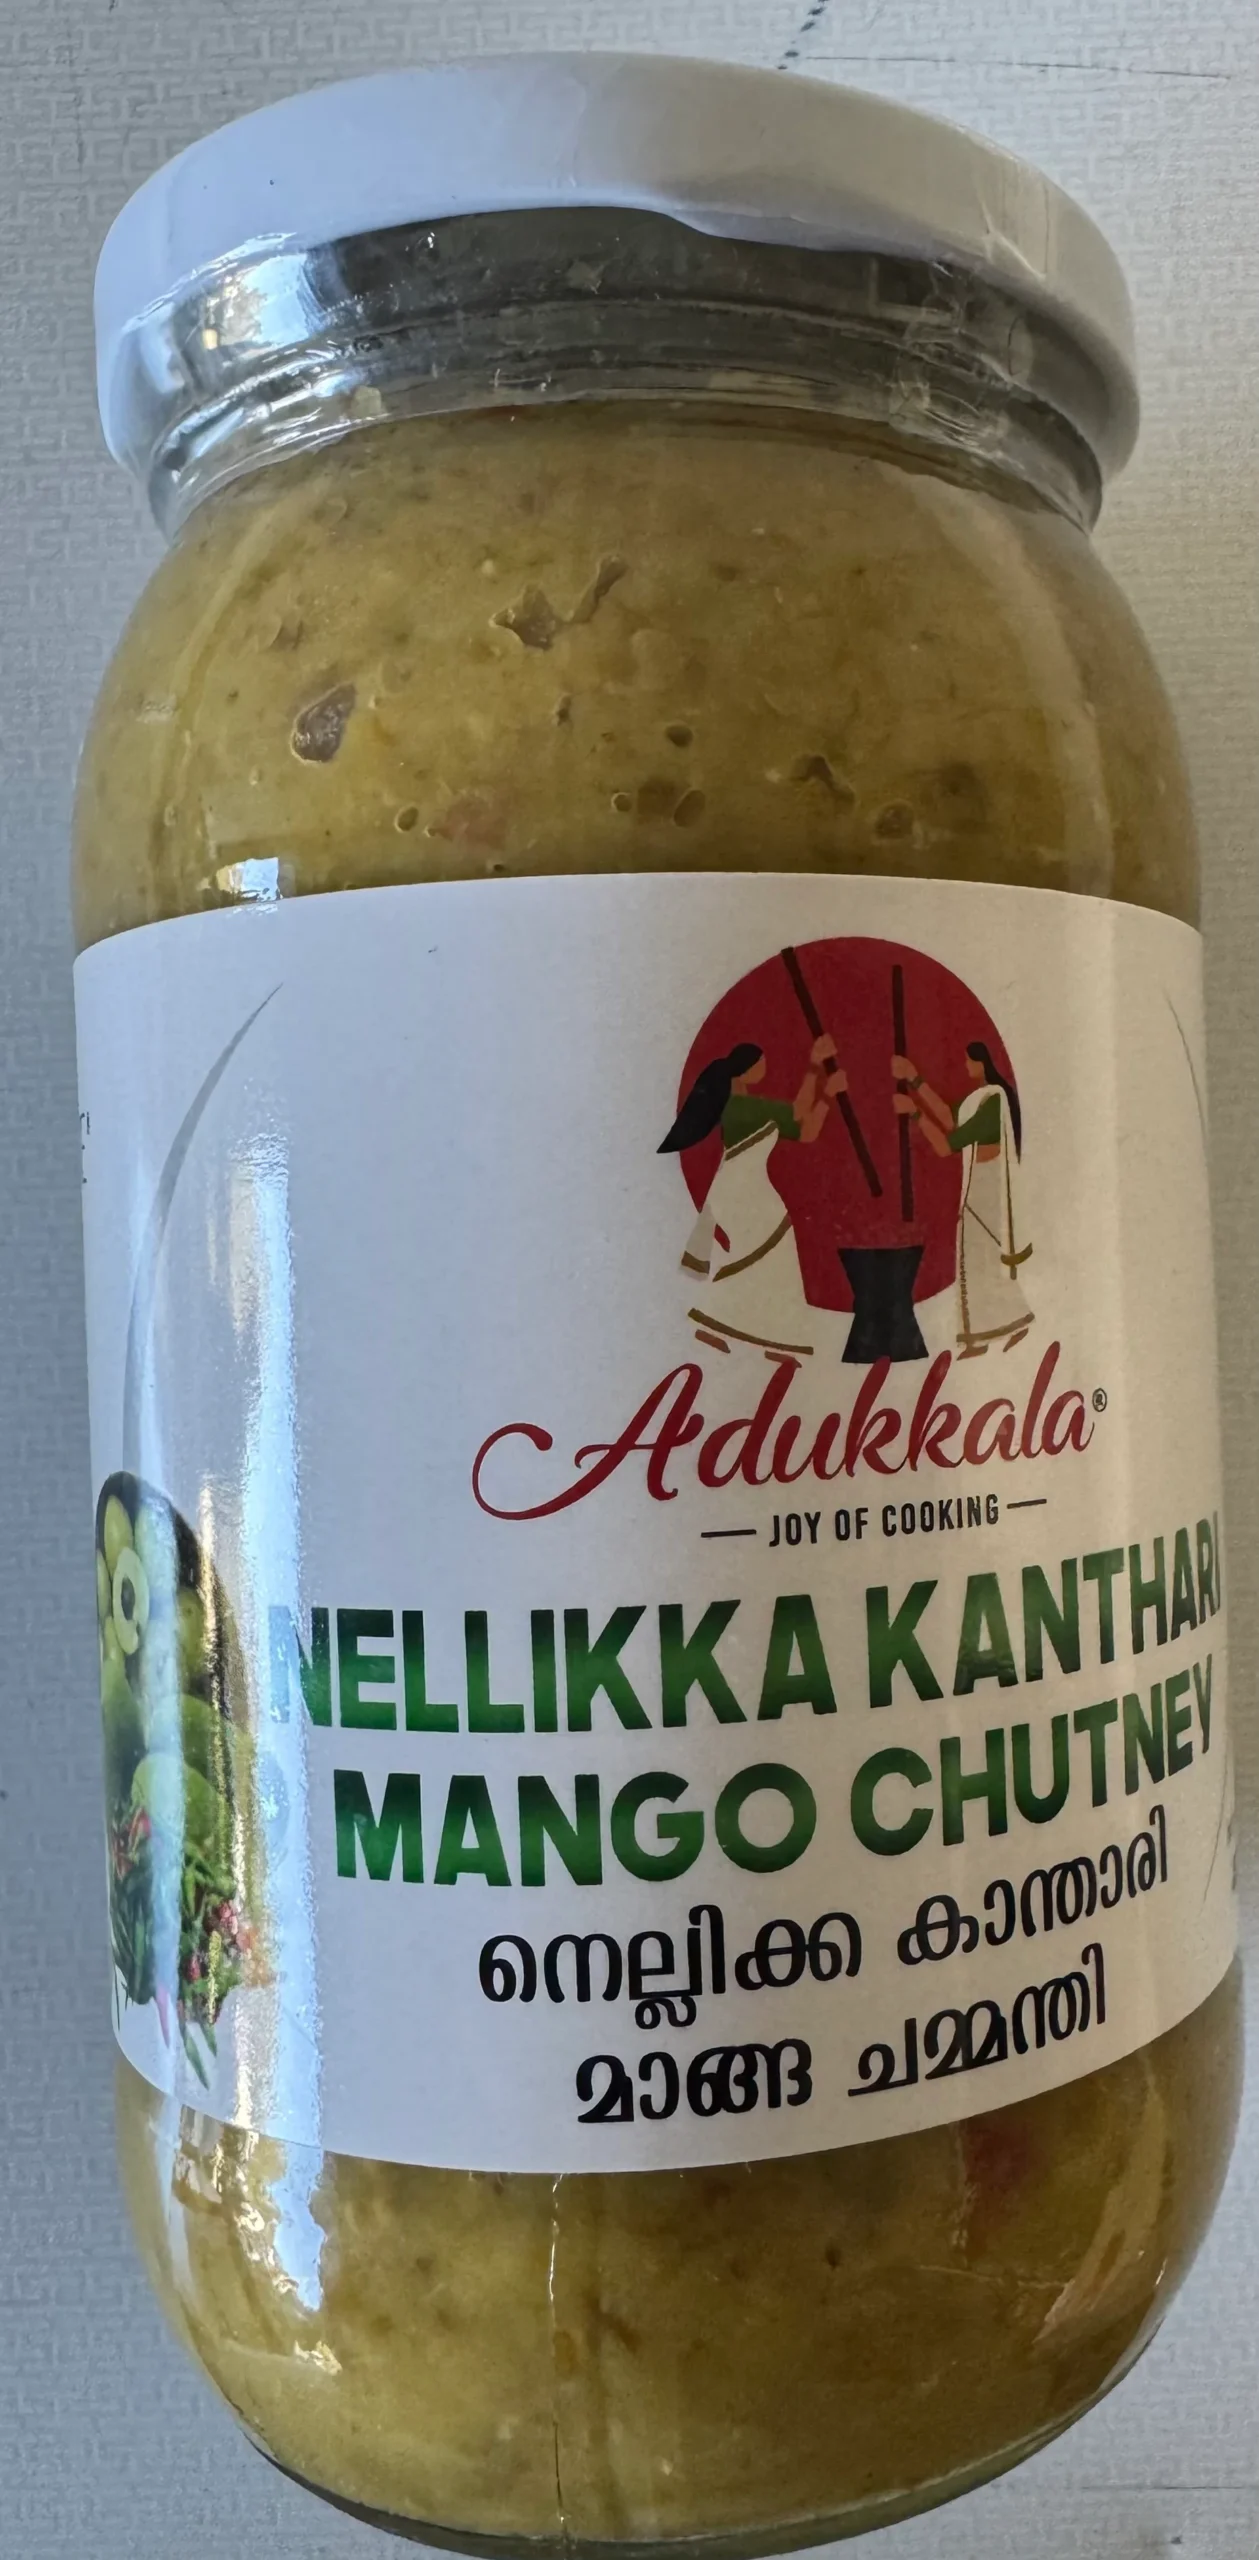 Adukkala®
JOY OF COOKING
NELLIKKA KANTHARI
MANGO CHUTNEY
നെല്ലിക്ക കാന്താരി
മാങ്ങ ചമ്മന്തി